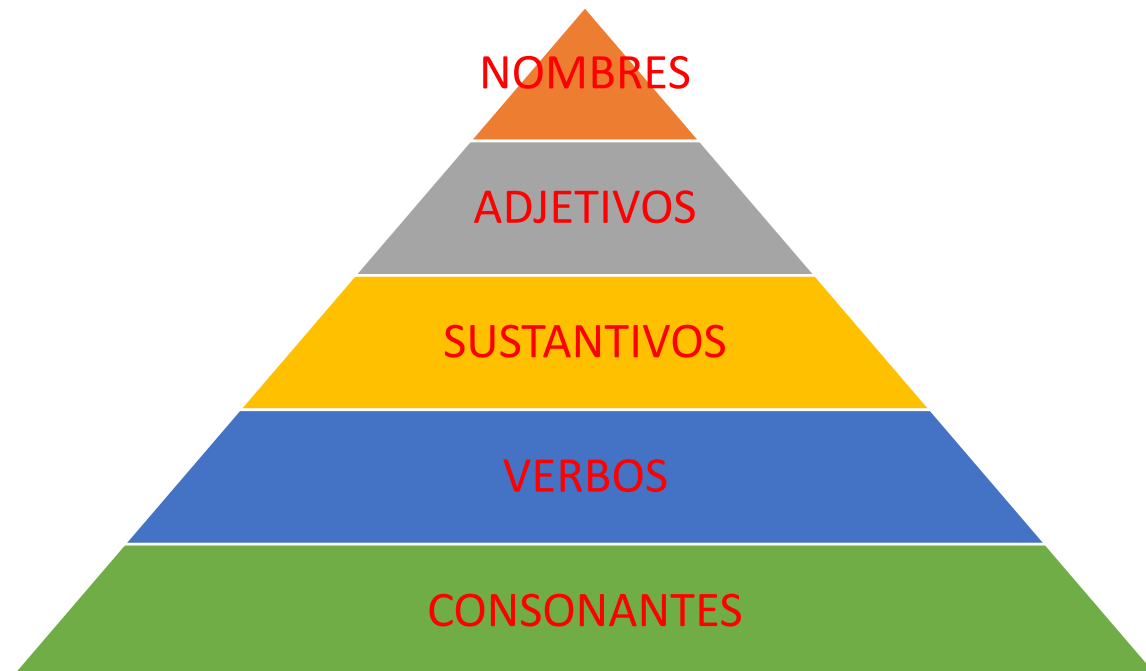 NOMBRES
ADJETIVOS
SUSTANTIVOS
VERBOS
CONSONANTES